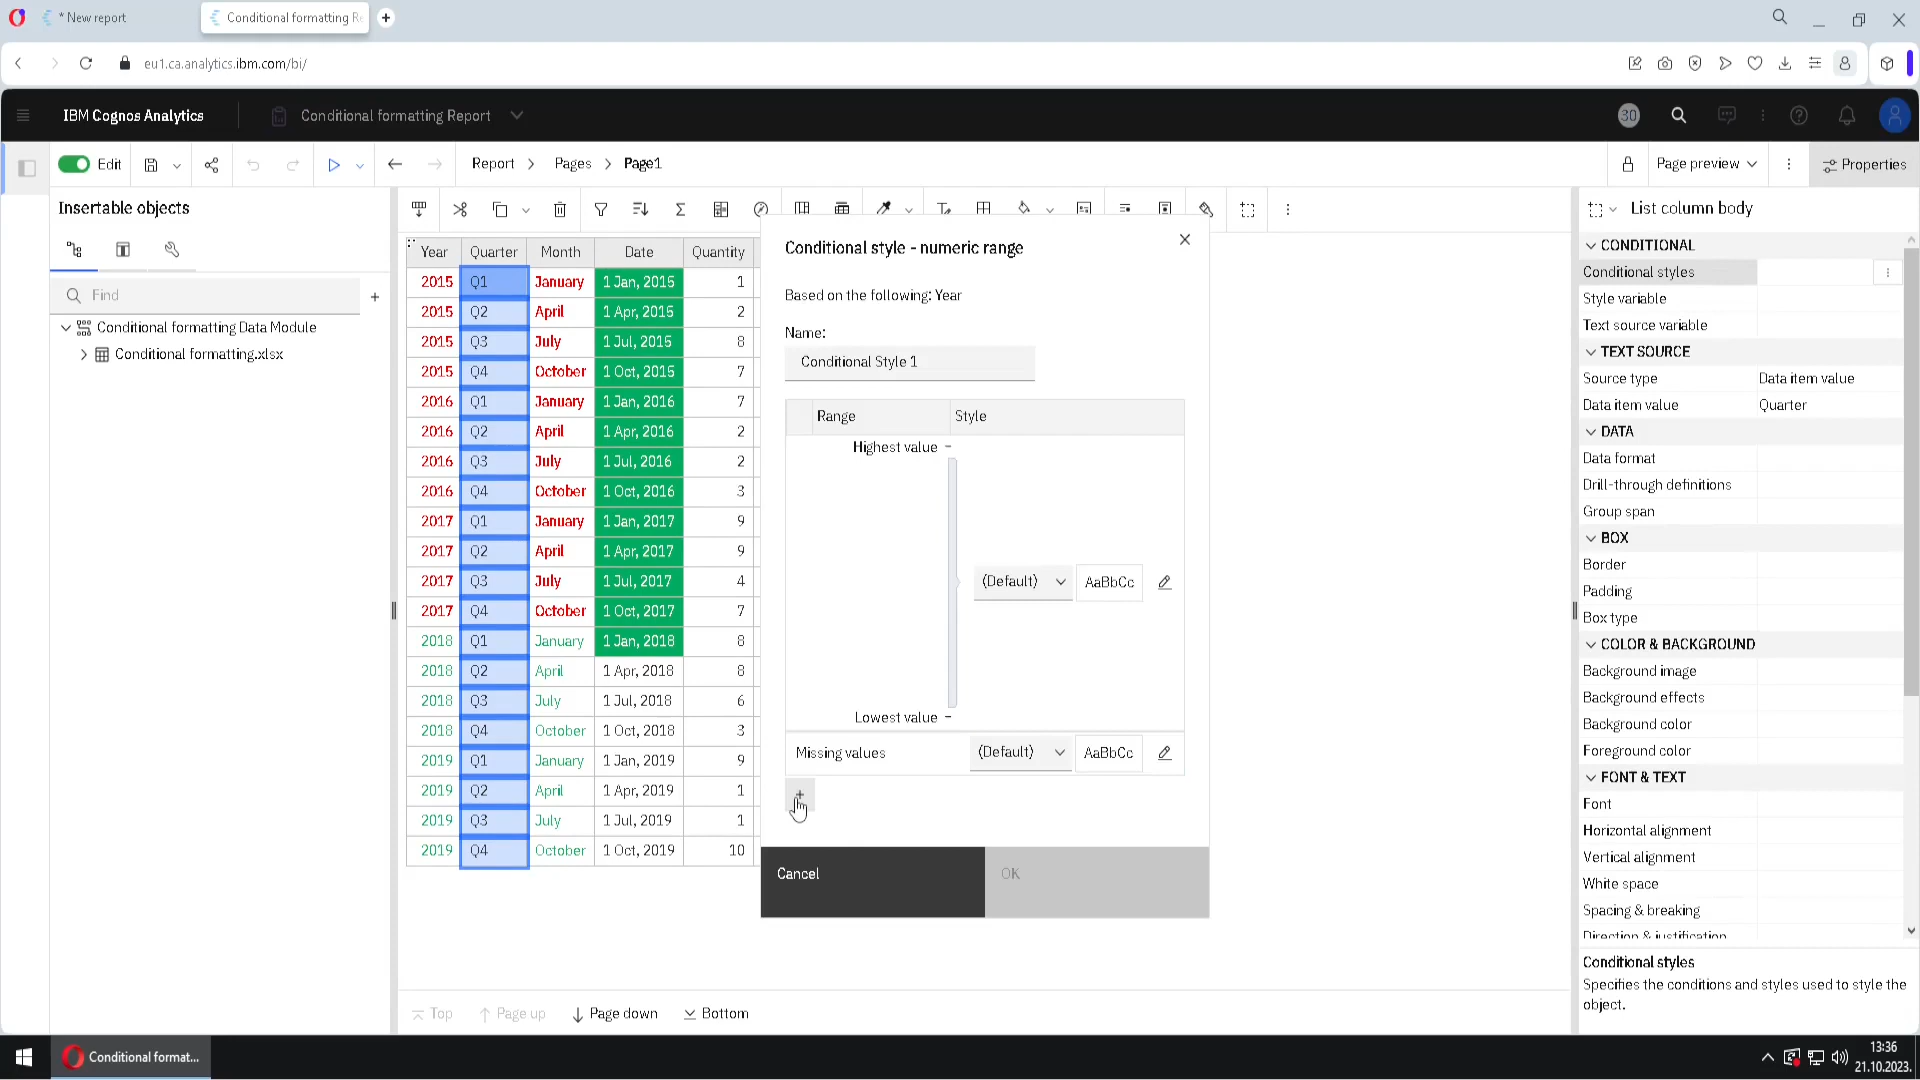 * New report
Conditional formatting Re
eu1.ca.analytics.ibm.com/bi/
IBM Cognos Analytics
Conditional formatting Report
30
Edit
Report
Pages
Page1
Page preview
Properties
Insertable objects
Find
Conditional formatting Data Module
Conditional formatting.xlsx
Year Quarter Month Date Quantity
2015 Q1 January 1 Jan, 2015 1
2015 Q2 April 1 Apr, 2015 2
2015 Q3 July 1 Jul, 2015 8
2015 Q4 October 1 Oct, 2015 7
2016 Q1 January 1 Jan, 2016 7
2016 Q2 April 1 Apr, 2016 2
2016 Q3 July 1 Jul, 2016 2
2016 Q4 October 1 Oct, 2016 3
2017 Q1 January 1 Jan, 2017 9
2017 Q2 April 1 Apr, 2017 9
2017 Q3 July 1 Jul, 2017 4
2017 Q4 October 1 Oct, 2017 7
2018 Q1 January 1 Jan, 2018 8
2018 Q2 April 1 Apr, 2018 8
2018 Q3 July 1 Jul, 2018 6
2018 Q4 October 1 Oct, 2018 3
2019 Q1 January 1 Jan, 2019 9
2019 Q2 April 1 Apr, 2019 1
2019 Q3 July 1 Jul, 2019 1
2019 Q4 October 1 Oct, 2019 10
Conditional style - numeric range
Based on the following: Year
Name:
Conditional Style 1
Range Style
Highest value
(Default) AaBbCc
Lowest value
Missing values (Default) AaBbCc
Cancel
OK
Top
Page up
Page down
Bottom
List column body
CONDITIONAL
Conditional styles
Style variable
Text source variable
TEXT SOURCE
Source type Data item value
Data item value Quarter
DATA
Data format
Drill-through definitions
Group span
BOX
Border
Padding
Box type
COLOR & BACKGROUND
Background image
Background effects
Background color
Foreground color
FONT & TEXT
Font
Horizontal alignment
Vertical alignment
White space
Spacing & breaking
Direction & justification
Conditional styles
Specifies the conditions and styles used to style the
object.
Conditional format...
13:36
21.10.2023.